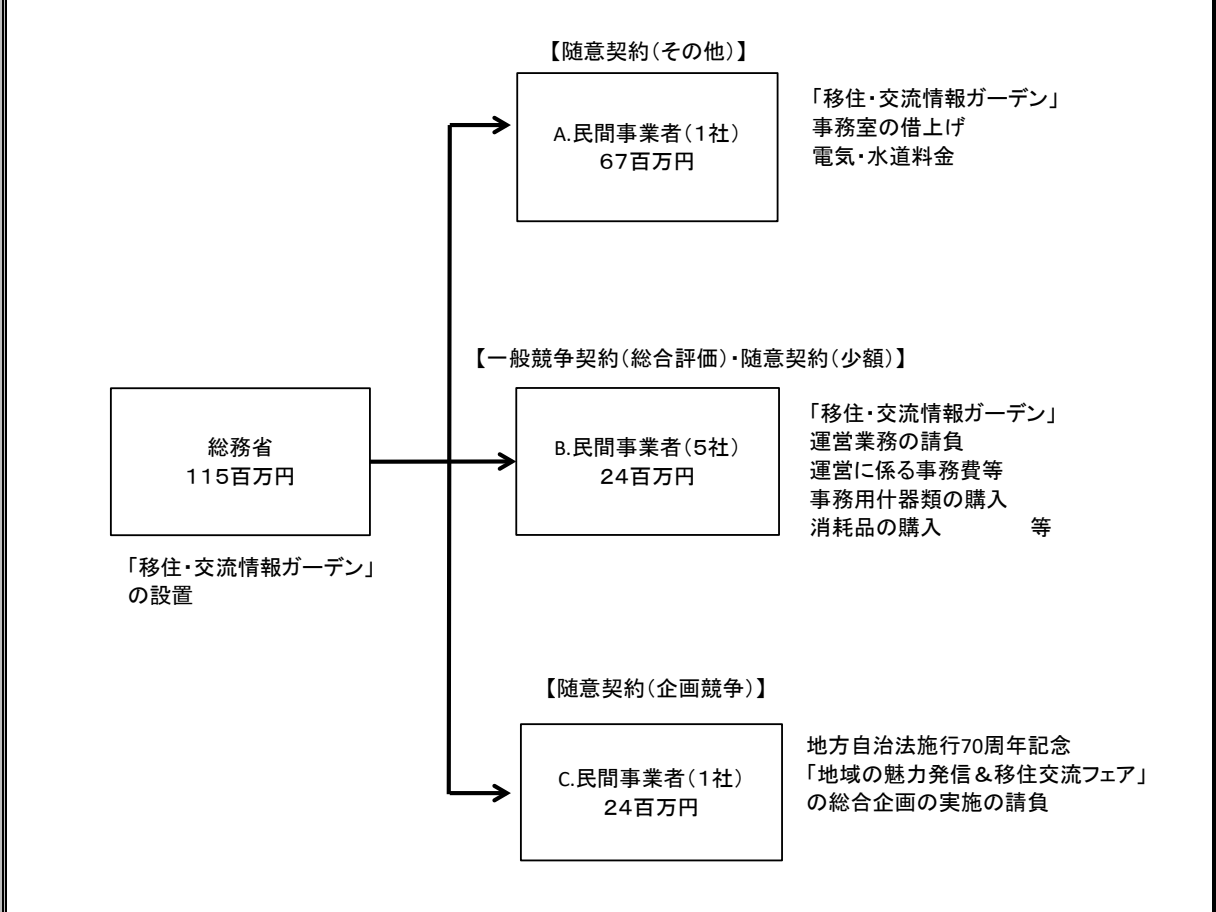 【随意契約（その他）】
A.民間事業者（１社）
６７百万円
「移住・交流情報ガーデン」
事務室の借上げ
電気・水道料金
【一般競争契約（総合評価）・随意契約（少額）】
総務省
１１５百万円
「移住・交流情報ガーデン」
の設置
B.民間事業者（５社）
２４百万円
「移住・交流情報ガーデン」
運営業務の請負
運営に係る事務費等
事務用什器類の購入
消耗品の購入　　　　等
【随意契約（企画競争）】
C.民間事業者（１社）
２４百万円
地方自治法施行70周年記念
「地域の魅力発信＆移住交流フェア」
の総合企画の実施の請負